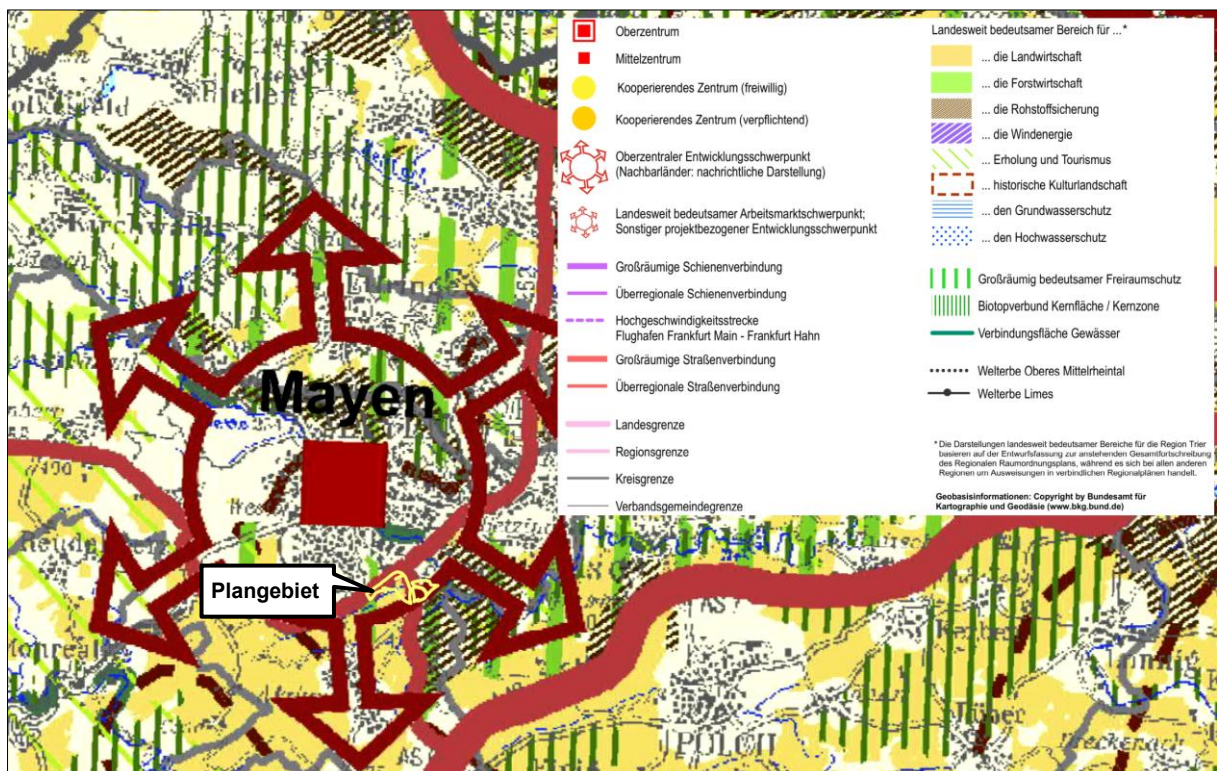 Mayen
Plangebiet
POLCH
AS
AS
Oberzentrum
Mittelzentrum
Kooperierendes Zentrum (freiwillig)
Kooperierendes Zentrum (verpflichtend)
Oberzentraler Entwicklungsschwerpunkt
(Nachbarländer: nachrichtliche Darstellung)
Landesweit bedeutsamer Arbeitsmarktschwerpunkt;
Sonstiger projektbezogener Entwicklungsschwerpunkt
Großräumige Schienenverbindung
Überregionale Schienenverbindung
Hochgeschwindigkeitsstrecke
Flughafen Frankfurt Main - Frankfurt Hahn
Großräumige Straßenverbindung
Überregionale Straßenverbindung
Landesgrenze
Regionsgrenze
Kreisgrenze
Verbandsgemeindegrenze
Landesweit bedeutsamer Bereich für ...*
... die Landwirtschaft
... die Forstwirtschaft
... die Rohstoffsicherung
... die Windenergie
... Erholung und Tourismus
... historische Kulturlandschaft
... den Grundwasserschutz
... den Hochwasserschutz
Großräumig bedeutsamer Freiraumschutz
Biotopverbund Kernfläche / Kernzone
Verbindungsfläche Gewässer
Welterbe Oberes Mittelrheintal
Welterbe Limes
* Die Darstellungen landesweit bedeutsamer Bereiche für die Region Trier
basieren auf der Entwurfsfassung zur anstehenden Gesamtfortschreibung
des Regionalen Raumordnungsplans, während es sich bei allen anderen
Regionen um Ausweisungen in verbindlichen Regionalplänen handelt.
Geobasisinformationen: Copyright by Bundesamt für
Kartographie und Geodäsie (www.bkg.bund.de)